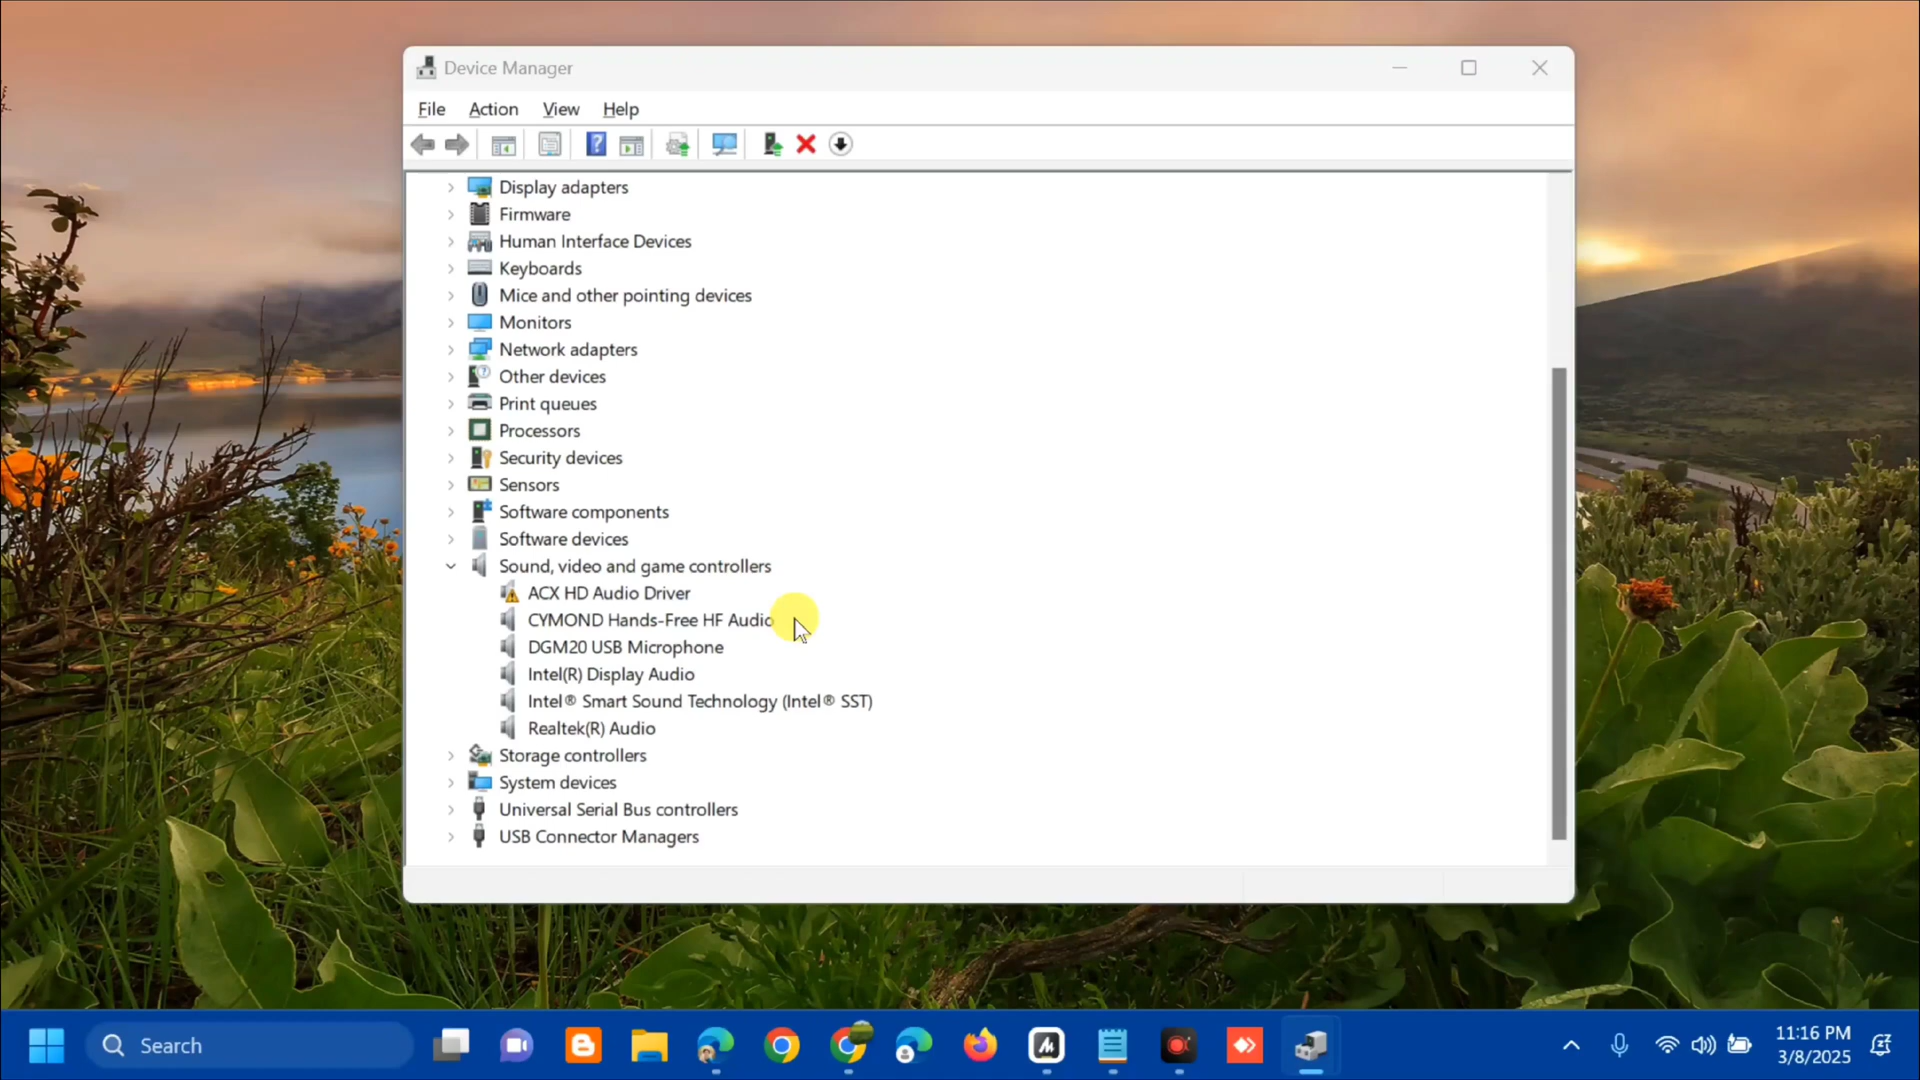 Device Manager
File Action View Help
Display adapters
Firmware
Human Interface Devices
Keyboards
Mice and other pointing devices
Monitors
Network adapters
Other devices
Print queues
Processors
Security devices
Sensors
Software components
Software devices
Sound, video and game controllers
ACX HD Audio Driver
CYMOND Hands-Free HF Audio
DGM20 USB Microphone
Intel(R) Display Audio
Intel® Smart Sound Technology (Intel® SST)
Realtek(R) Audio
Storage controllers
System devices
Universal Serial Bus controllers
USB Connector Managers
Search
11:16 PM
3/8/2025